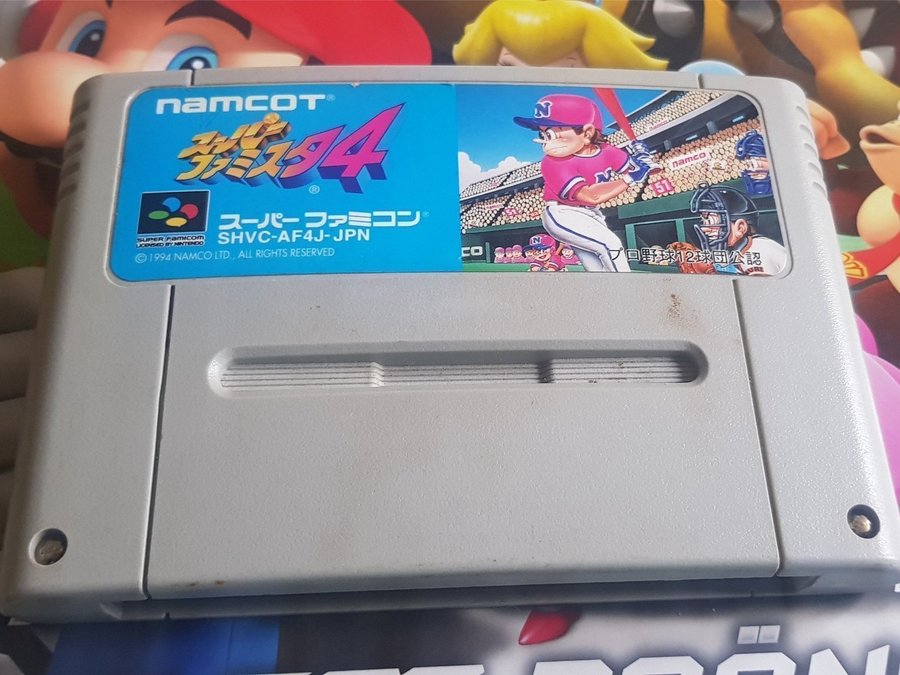 namcot®
スーパー
ファミスタ4
®
SUPER FAMICOM
LICENSED BY NINTENDO
スーパーファミコン®
SHVC-AF4J-JPN
© 1994 NAMCO LTD., ALL RIGHTS RESERVED
N
namco
51
CO
プロ野球12球団公認